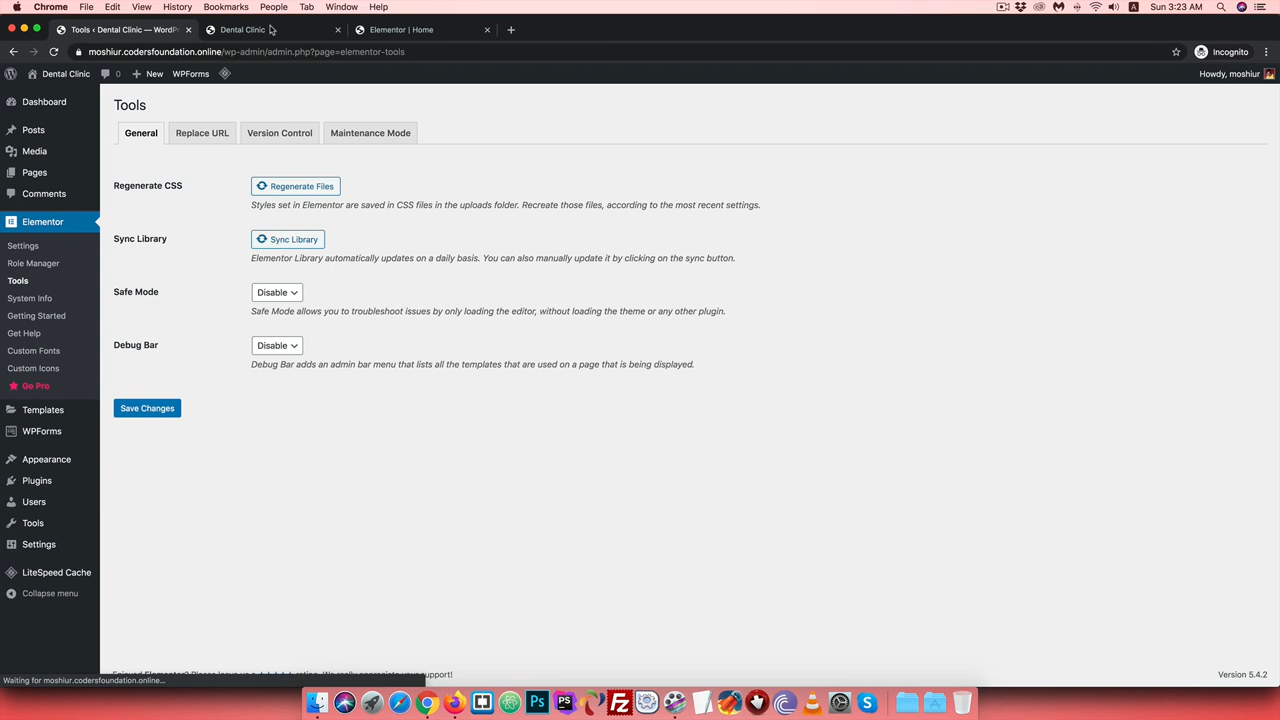 Chrome File Edit View History Bookmarks People Tab Window Help
Sun 3:23 AM
Tools ‹ Dental Clinic — WordPr
Dental Clinic
Elementor | Home
moshiur.codersfoundation.online/wp-admin/admin.php?page=elementor-tools
Incognito
Dental Clinic 0 New WPForms
Howdy, moshiur
Dashboard
Posts
Media
Pages
Comments
Elementor
Settings
Role Manager
Tools
System Info
Getting Started
Get Help
Custom Fonts
Custom Icons
Go Pro
Templates
WPForms
Appearance
Plugins
Users
Tools
Settings
LiteSpeed Cache
Collapse menu
Tools
General Replace URL Version Control Maintenance Mode
Regenerate CSS
Regenerate Files
Styles set in Elementor are saved in CSS files in the uploads folder. Recreate those files, according to the most recent settings.
Sync Library
Sync Library
Elementor Library automatically updates on a daily basis. You can also manually update it by clicking on the sync button.
Safe Mode
Disable
Safe Mode allows you to troubleshoot issues by only loading the editor, without loading the theme or any other plugin.
Debug Bar
Disable
Debug Bar adds an admin bar menu that lists all the templates that are used on a page that is being displayed.
Save Changes
support!
Version 5.4.2
Waiting for moshiur.codersfoundation.online...
Ps
PS
Fz